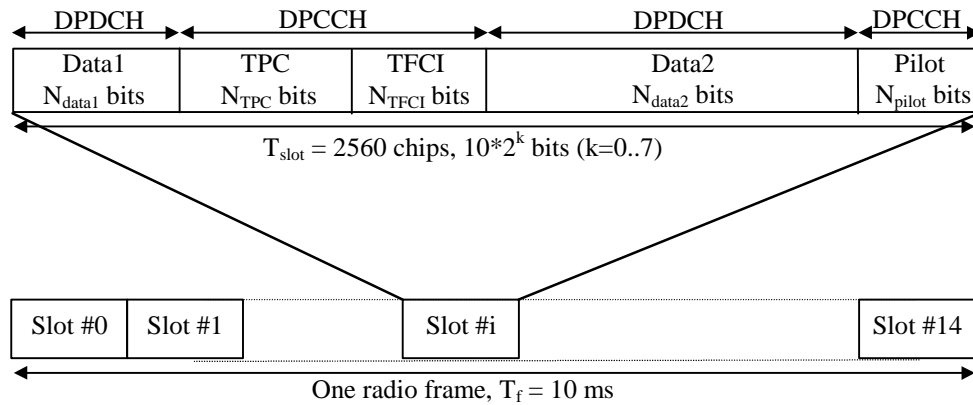 DPDCH DPCCH DPDCH DPCCH
Data1 TPC TFCI Data2 Pilot
N_data1 bits N_TPC bits N_TFCI bits N_data2 bits N_pilot bits
T_slot = 2560 chips, 10*2^k bits (k=0..7)
Slot #0 Slot #1 Slot #i Slot #14
One radio frame, T_f = 10 ms